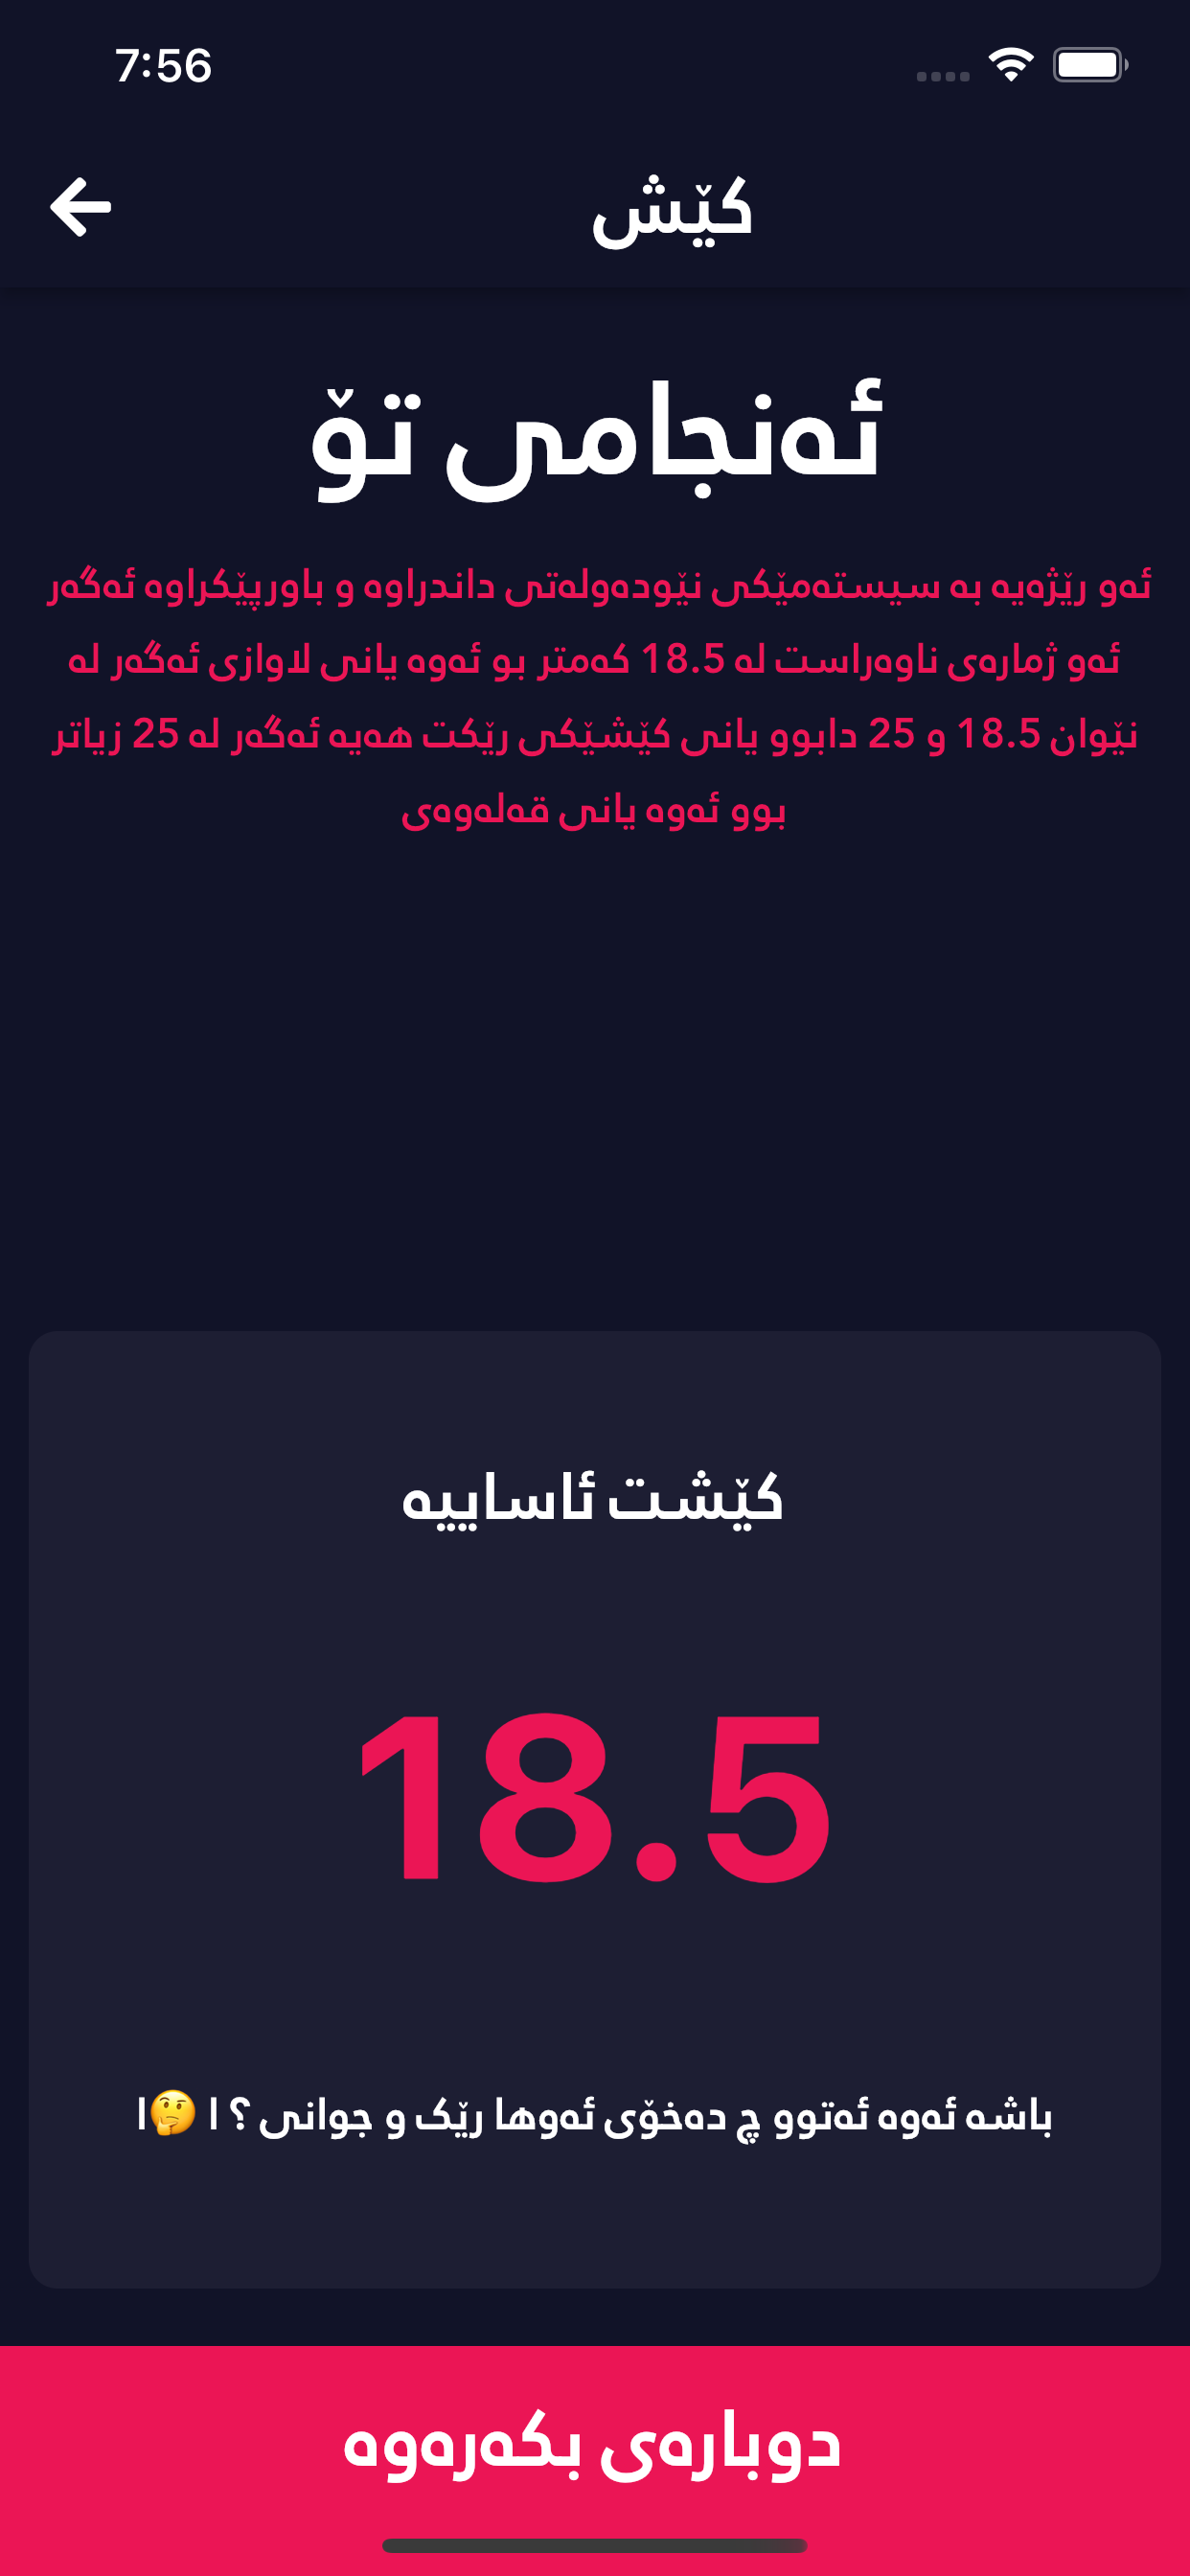 7:56
كێش
ئەنجامی تۆ
ئەو رێژەیە بە سیستەمێکی نێودەولەتی داندراوە و باورپێکراوە ئەگەر
ئەو ژمارەی ناوەراست لە 18.5 کەمتر بو ئەوە یانی لاوازی ئەگەر لە
نێوان 18.5 و 25 دابوو یانی کێشێکی رێکت هەیە ئەگەر لە 25 زیاتر
بوو ئەوە یانی قەلەوەی
کێشت ئاساییە
18.5
باشە ئەوە ئەتوو چ دەخۆی ئەوها رێک و جوانی ؟ ا 🤔ا
دوبارەی بکەرەوە